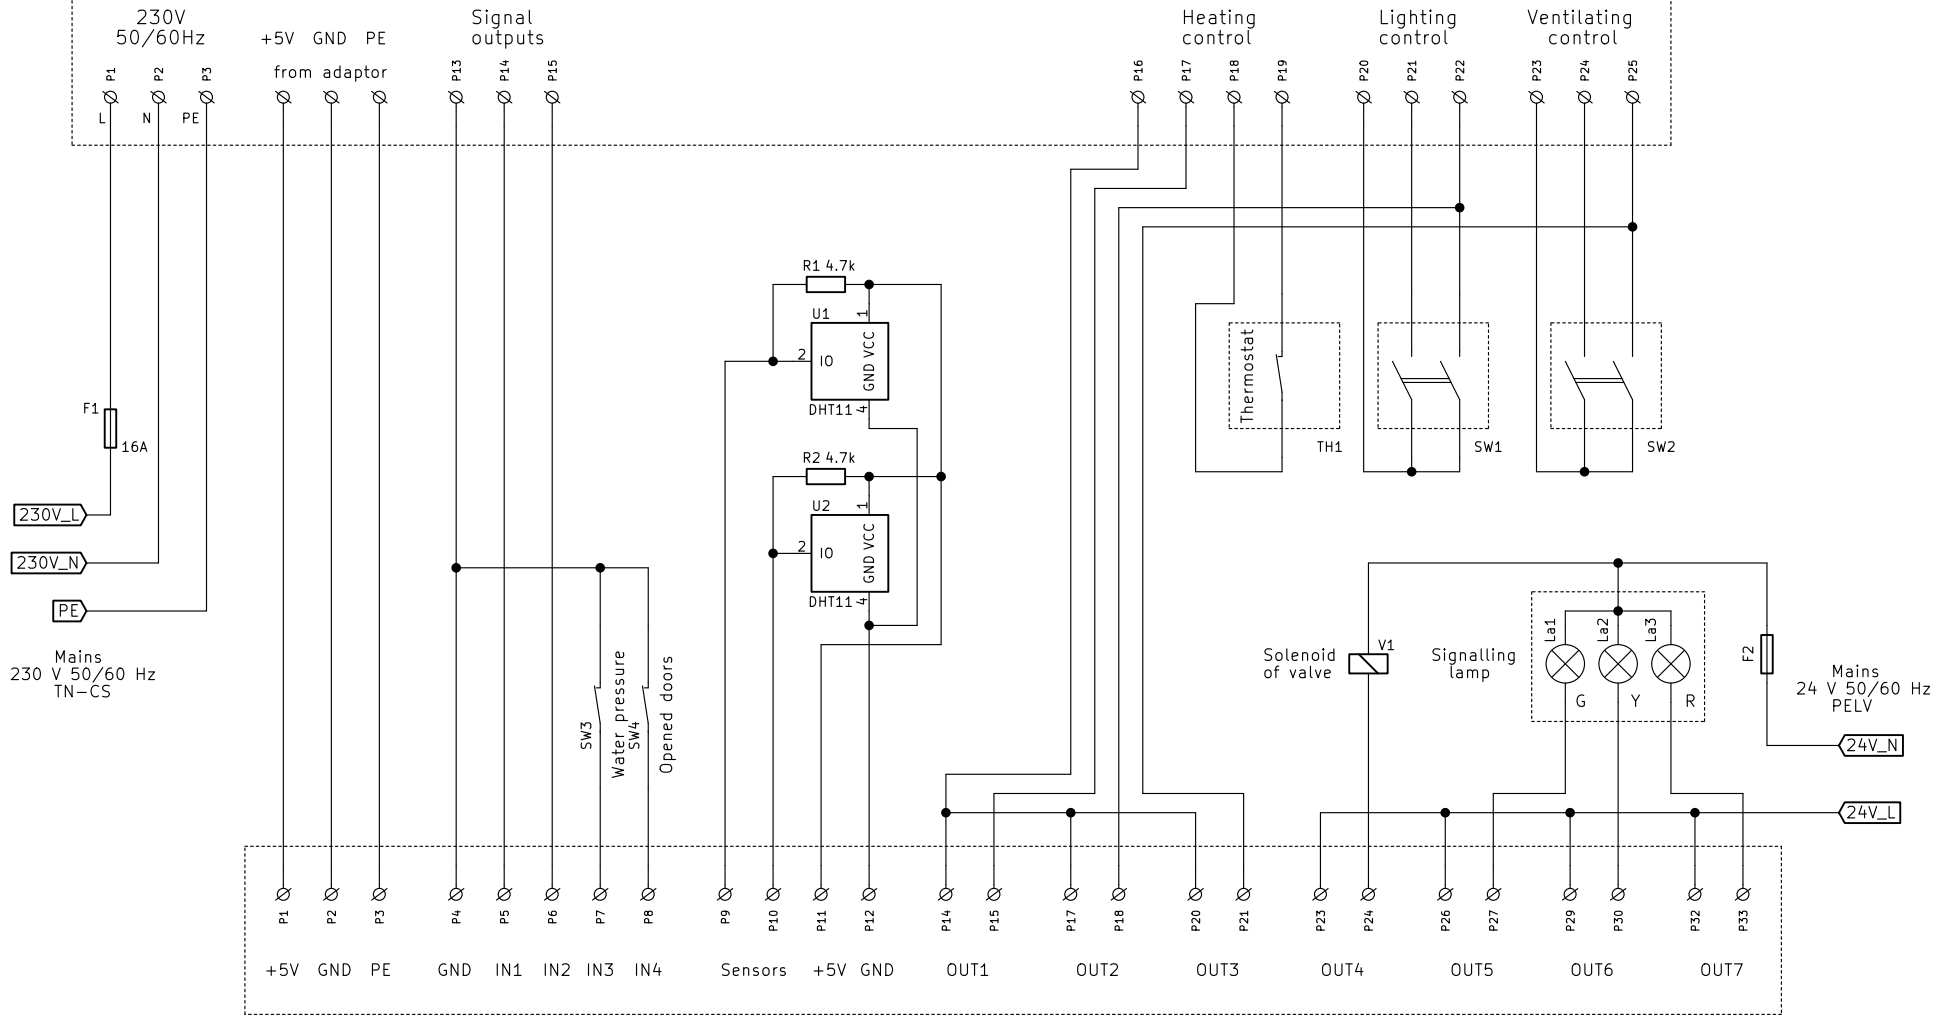 230V
50/60Hz
+5V GND PE
from adaptor
Signal
outputs
Heating
control
Lighting
control
Ventilating
control
P1 P2 P3 P13 P14 P15 P16 P17 P18 P19 P20 P21 P22 P23 P24 P25
L N PE
R1 4.7k
U1
1
2
IO
GND VCC
DHT11
4
F1
16A
R2 4.7k
U2
1
2
IO
GND VCC
DHT11
4
Thermostat
TH1
SW1
SW2
230V_L
230V_N
PE
Mains
230 V 50/60 Hz
TN-CS
SW3
Water pressure
SW4
Opened doors
Solenoid
of valve
V1
Signalling
lamp
La1 La2 La3
G Y R
F2
Mains
24 V 50/60 Hz
PELV
24V_N
24V_L
P1 P2 P3 P4 P5 P6 P7 P8 P9 P10 P11 P12 P14 P15 P17 P18 P20 P21 P23 P24 P26 P27 P29 P30 P32 P33
+5V GND PE GND IN1 IN2 IN3 IN4 Sensors +5V GND OUT1 OUT2 OUT3 OUT4 OUT5 OUT6 OUT7